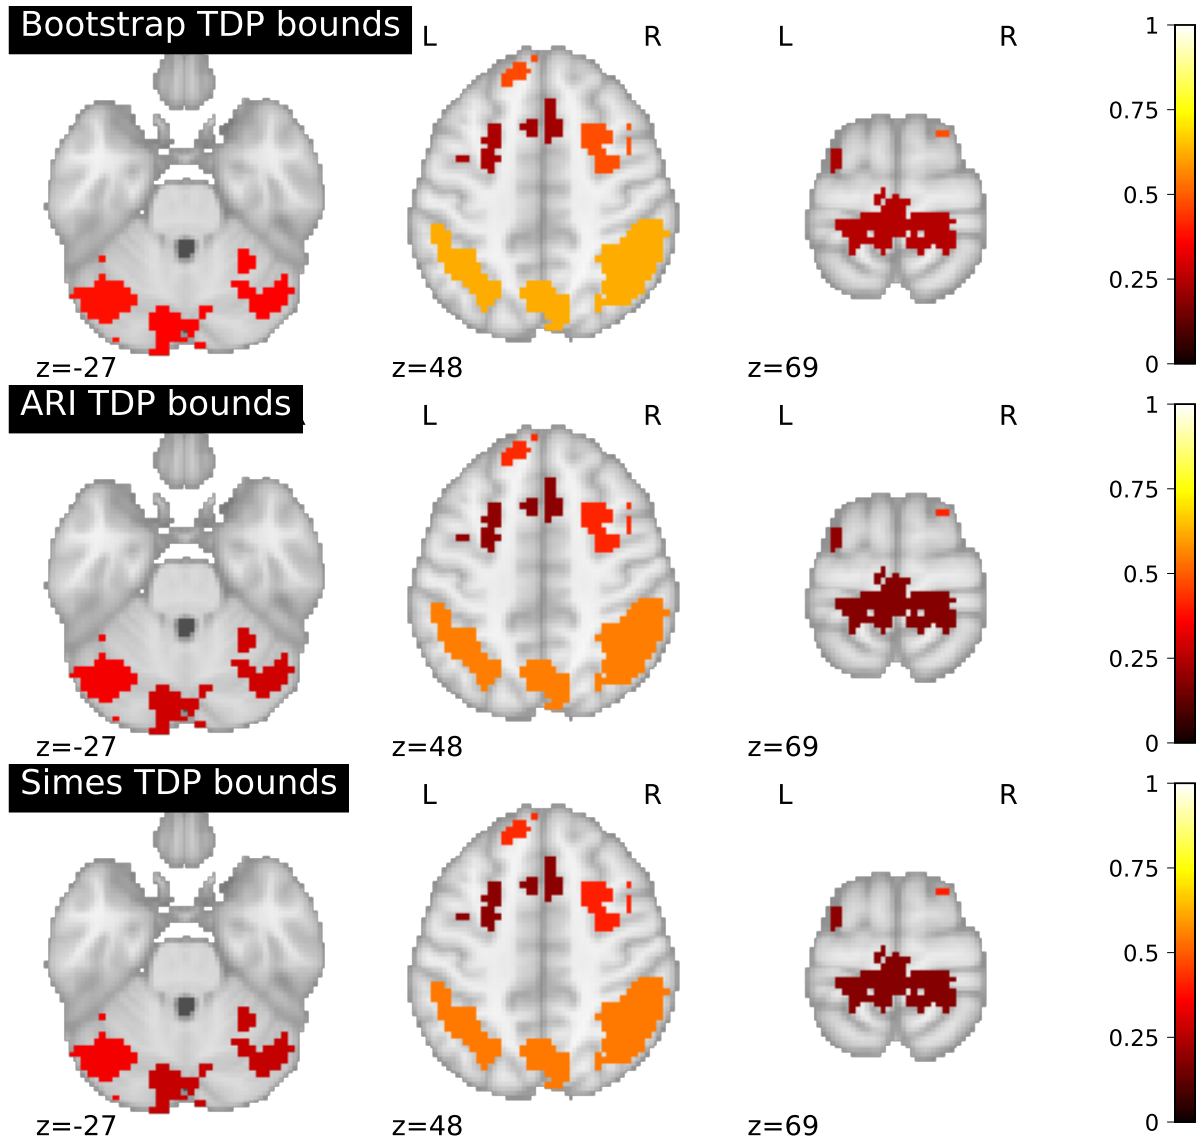 Bootstrap TDP bounds
L R L R
z=-27 z=48 z=69
1
0.75
0.5
0.25
0
ARI TDP bounds
L R L R
z=-27 z=48 z=69
1
0.75
0.5
0.25
0
Simes TDP bounds
L R L R
z=-27 z=48 z=69
1
0.75
0.5
0.25
0